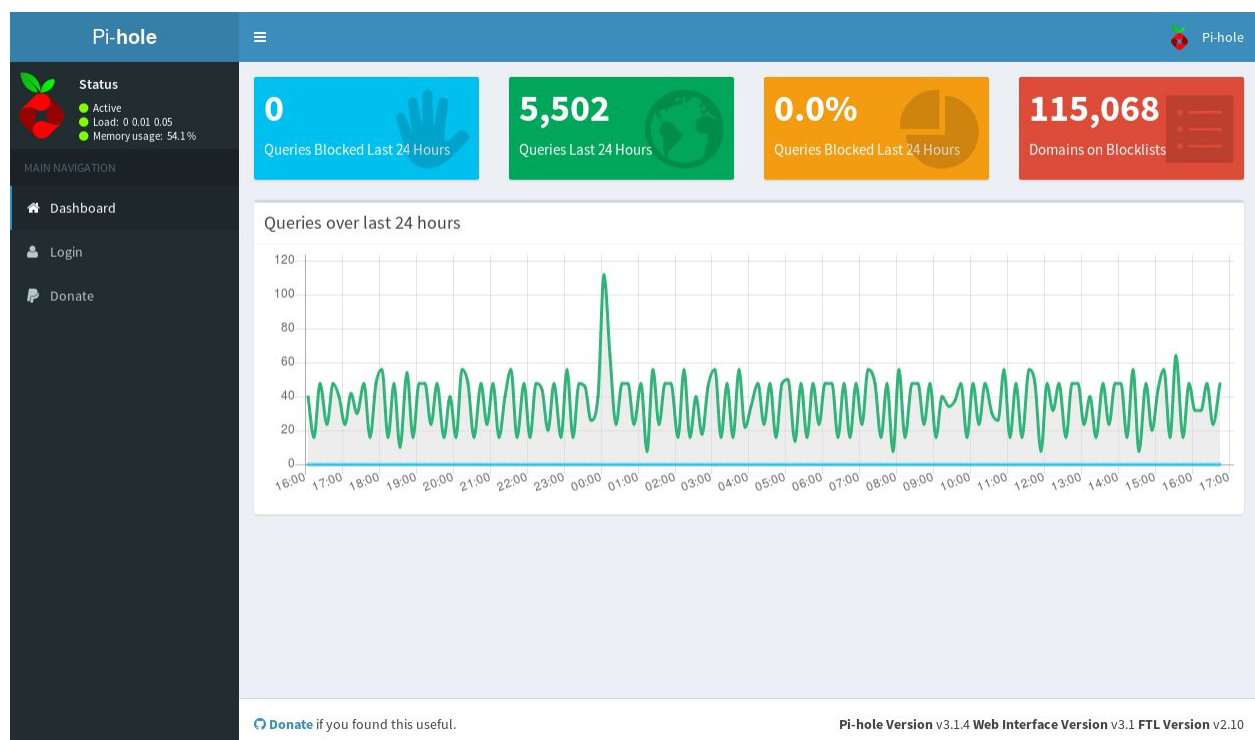 Pi-hole
Pi-hole
Status
Active
Load: 0 0.01 0.05
Memory usage: 54.1%
MAIN NAVIGATION
Dashboard
Login
Donate
0
Queries Blocked Last 24 Hours
5,502
Queries Last 24 Hours
0.0%
Queries Blocked Last 24 Hours
115,068
Domains on Blocklists
Queries over last 24 hours
120
100
80
60
40
20
0
16:00 17:00 18:00 19:00 20:00 21:00 22:00 23:00 00:00 01:00 02:00 03:00 04:00 05:00 06:00 07:00 08:00 09:00 10:00 11:00 12:00 13:00 14:00 15:00 16:00 17:00
Donate if you found this useful.
Pi-hole Version v3.1.4 Web Interface Version v3.1 FTL Version v2.10